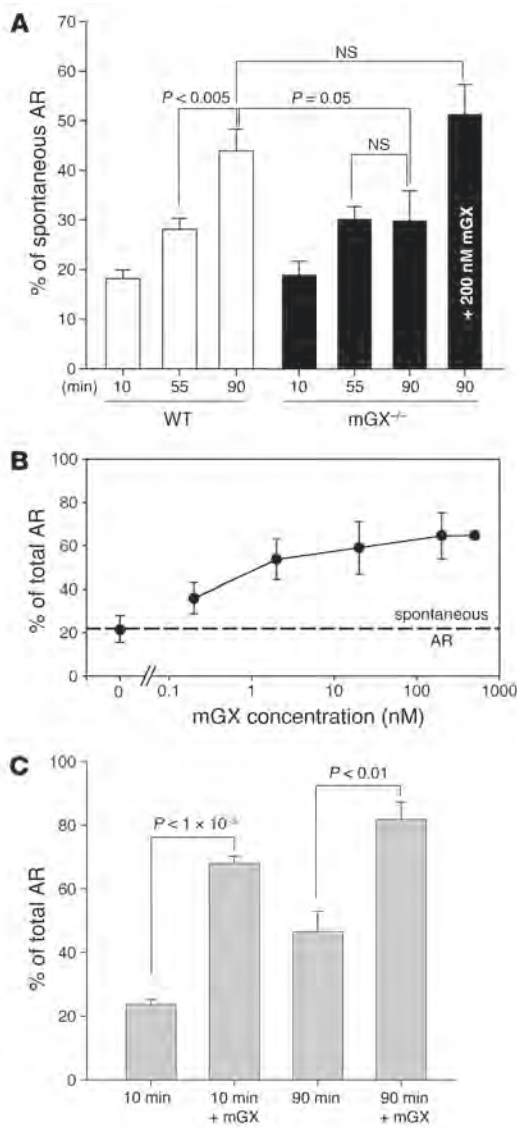 A
% of spontaneous AR
70
60
50
40
30
20
10
0
NS
P < 0.005
P = 0.05
NS
+ 200 nM mGX
(min) 10 55 90 10 55 90 90
WT mGX⁻/⁻
B
% of total AR
100
80
60
40
20
0
spontaneous
AR
0 0.1 1 10 100 1000
mGX concentration (nM)
C
% of total AR
100
80
60
40
20
0
P < 0.01
P < 1 × 10
10 min 10 min 90 min 90 min
+ mGX + mGX